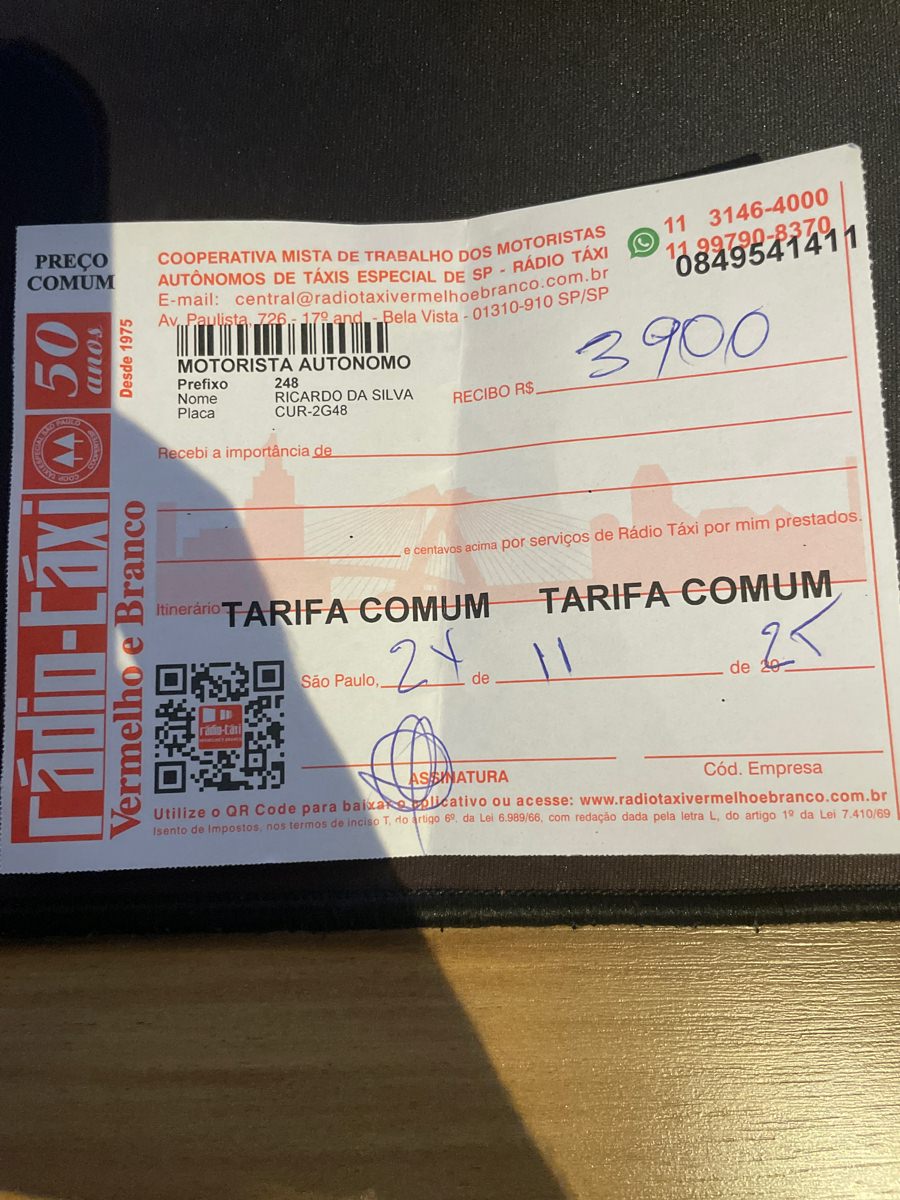 PREÇO
COMUM
50
anos
Desde 1975
rádio-táxi
Vermelho e Branco
COOPERATIVA MISTA DE TRABALHO DOS MOTORISTAS
AUTÔNOMOS DE TÁXIS ESPECIAL DE SP - RÁDIO TÁXI
E-mail: central@radiotaxivermelhoebranco.com.br
Av. Paulista, 726 - 17º and. - Bela Vista - 01310-910 SP/SP
11 3146-4000
11 99790-8370
0849541411
MOTORISTA AUTONOMO
Prefixo 248
Nome RICARDO DA SILVA
Placa CUR-2G48
RECIBO R$ 3900
Recebi a importância de
e centavos acima por serviços de Rádio Táxi por mim prestados.
Itinerário TARIFA COMUM TARIFA COMUM
São Paulo, de 11 de 2025
rádio-táxi
ASSINATURA
Cód. Empresa
Utilize o QR Code para baixar o aplicativo ou acesse: www.radiotaxivermelhoebranco.com.br
Isento de Impostos, nos termos de inciso T, do artigo 6º, da Lei 6.989/66, com redação dada pela letra L, do artigo 1º da Lei 7.410/69